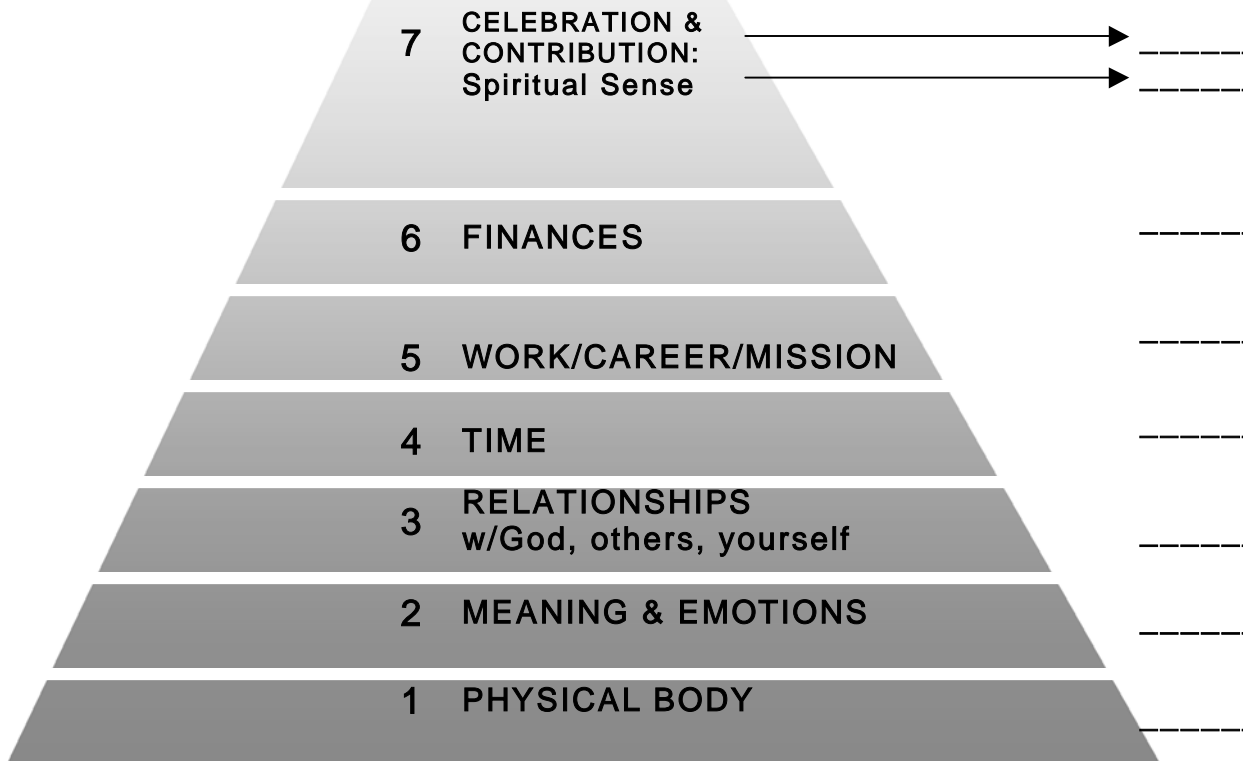 7 CELEBRATION &
CONTRIBUTION:
Spiritual Sense
6 FINANCES
5 WORK/CAREER/MISSION
4 TIME
3 RELATIONSHIPS
w/God, others, yourself
2 MEANING & EMOTIONS
1 PHYSICAL BODY